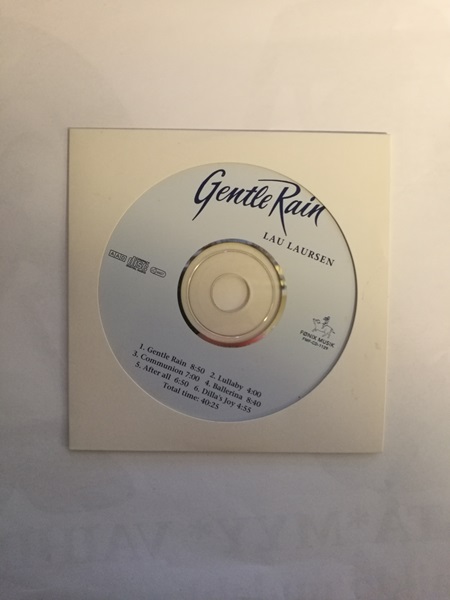 Gentle Rain
LAU LAURSEN
FØNIX MUSIK
1. Gentle Rain 8:50 2. Lullaby 4:00
3. Communion 7:00 4. Ballerina 8:40
5. After all 6:50 6. Dilla's Joy 4:55
Total time: 40:25